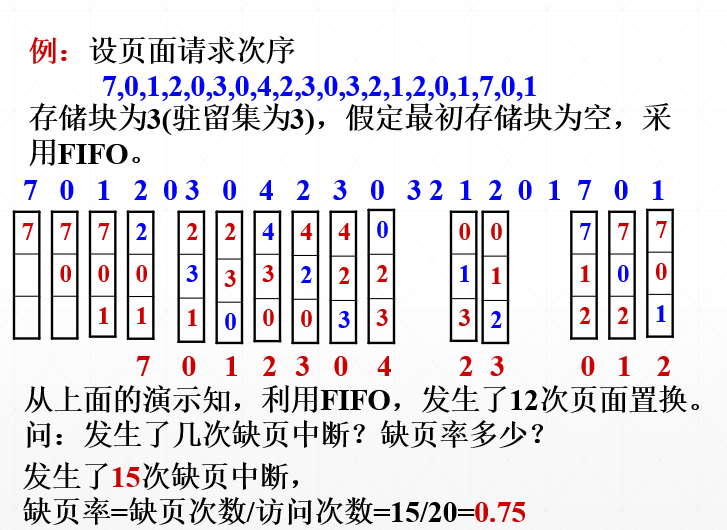 例：设页面请求次序
7,0,1,2,0,3,0,4,2,3,0,3,2,1,2,0,1,7,0,1
存储块为3(驻留集为3)，假定最初存储块为空，采
用FIFO。
7 0 1 2 0 3 0 4 2 3 0 3 2 1 2 0 1 7 0 1
7 7 7 2 2 2 4 4 4 0 0 0 7 7 7
0 0 0 3 3 3 2 2 2 1 1 1 0 0
1 1 1 0 0 0 3 3 3 2 2 2 1
7 0 1 2 3 0 4 2 3 0 1 2
从上面的演示知，利用FIFO，发生了12次页面置换。
问：发生了几次缺页中断？缺页率多少？
发生了15次缺页中断，
缺页率=缺页次数/访问次数=15/20=0.75